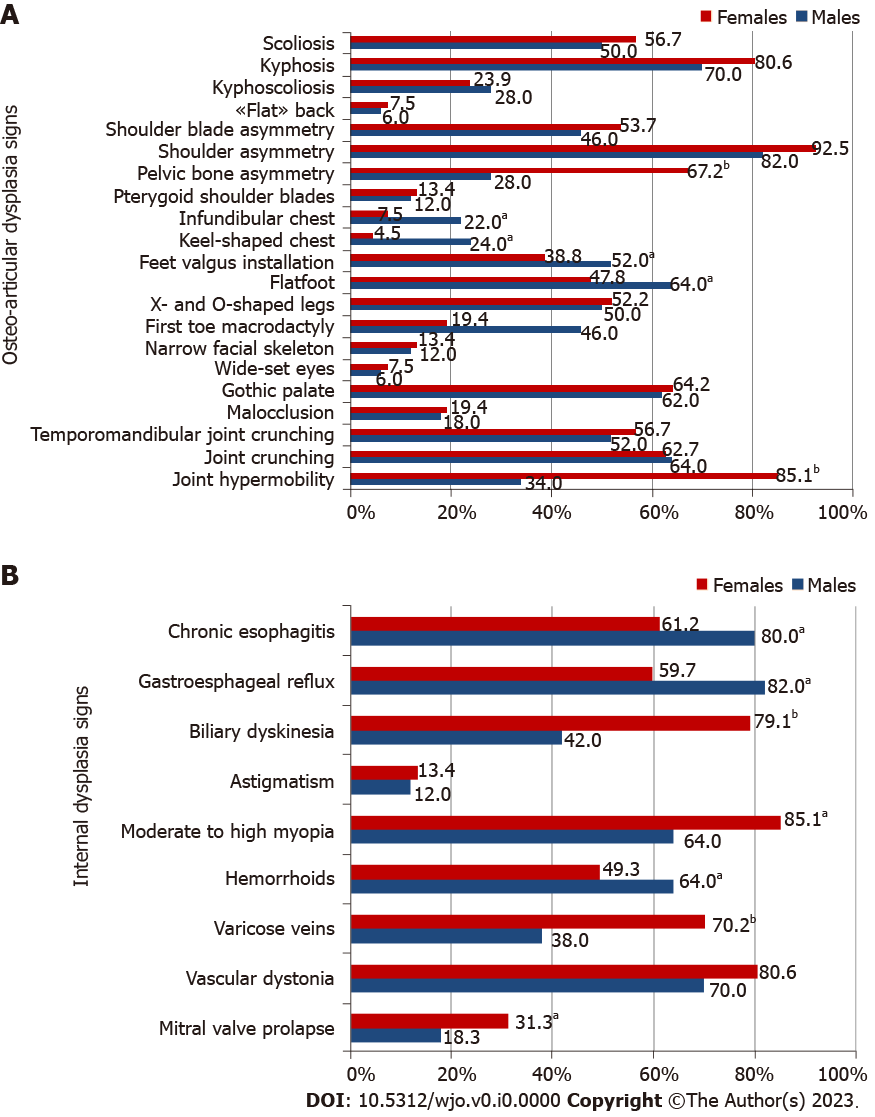 A
Females Males
Osteo-articular dysplasia signs
Scoliosis 56.7
50.0
Kyphosis 80.6
70.0
Kyphoscoliosis 23.9
28.0
«Flat» back 7.5
6.0
Shoulder blade asymmetry 53.7
46.0
Shoulder asymmetry 92.5
82.0
Pelvic bone asymmetry 67.2b
28.0
Pterygoid shoulder blades 13.4
12.0
Infundibular chest 7.5
22.0a
Keel-shaped chest 4.5
24.0a
Feet valgus installation 38.8
52.0a
Flatfoot 47.8
64.0a
X- and O-shaped legs 52.2
50.0
First toe macrodactyly 19.4
46.0
Narrow facial skeleton 13.4
12.0
Wide-set eyes 7.5
6.0
Gothic palate 64.2
62.0
Malocclusion 19.4
18.0
Temporomandibular joint crunching 56.7
52.0
Joint crunching 62.7
64.0
Joint hypermobility 85.1b
34.0
0% 20% 40% 60% 80% 100%
B
Females Males
Internal dysplasia signs
Chronic esophagitis 61.2
80.0a
Gastroesphageal reflux 59.7
82.0a
Biliary dyskinesia 79.1b
42.0
Astigmatism 13.4
12.0
Moderate to high myopia 85.1a
64.0
Hemorrhoids 49.3
64.0a
Varicose veins 70.2b
38.0
Vascular dystonia 80.6
70.0
Mitral valve prolapse 31.3a
18.3
0% 20% 40% 60% 80% 100%
DOI: 10.5312/wjo.v0.i0.0000 Copyright ©The Author(s) 2023.